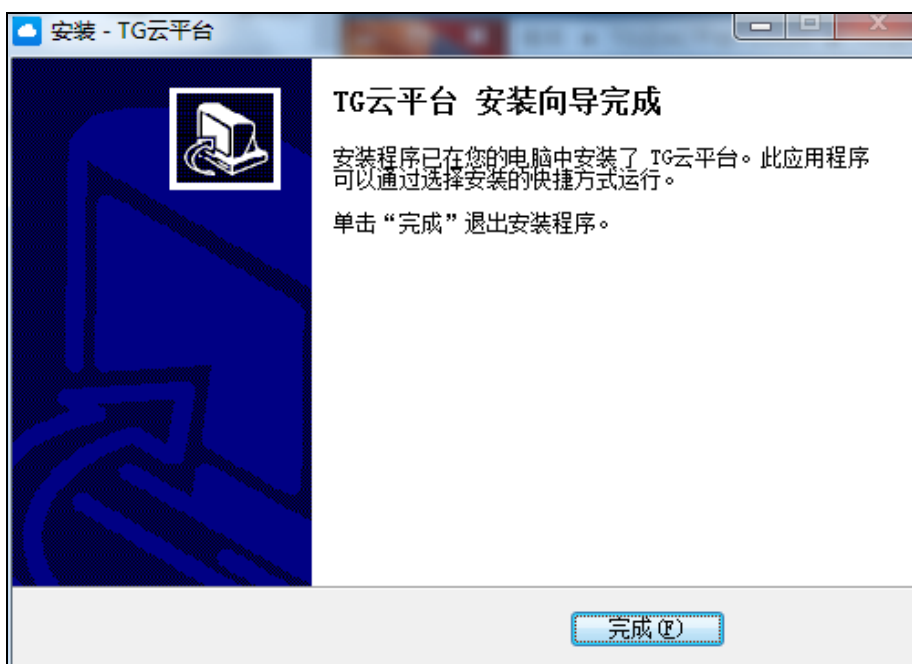 安装 - TG云平台
TG云平台 安装向导完成
安装程序已在您的电脑中安装了 TG云平台。此应用程序
可以通过选择安装的快捷方式运行。
单击“完成”退出安装程序。
完成(F)